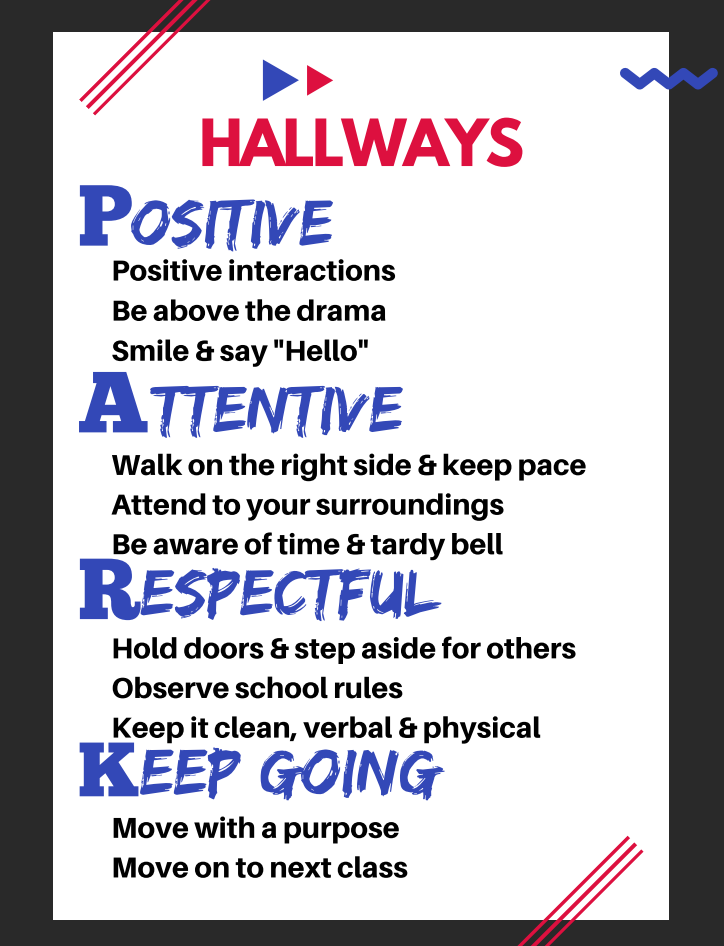 HALLWAYS
POSITIVE
Positive interactions
Be above the drama
Smile & say "Hello"
ATTENTIVE
Walk on the right side & keep pace
Attend to your surroundings
Be aware of time & tardy bell
RESPECTFUL
Hold doors & step aside for others
Observe school rules
Keep it clean, verbal & physical
KEEP GOING
Move with a purpose
Move on to next class